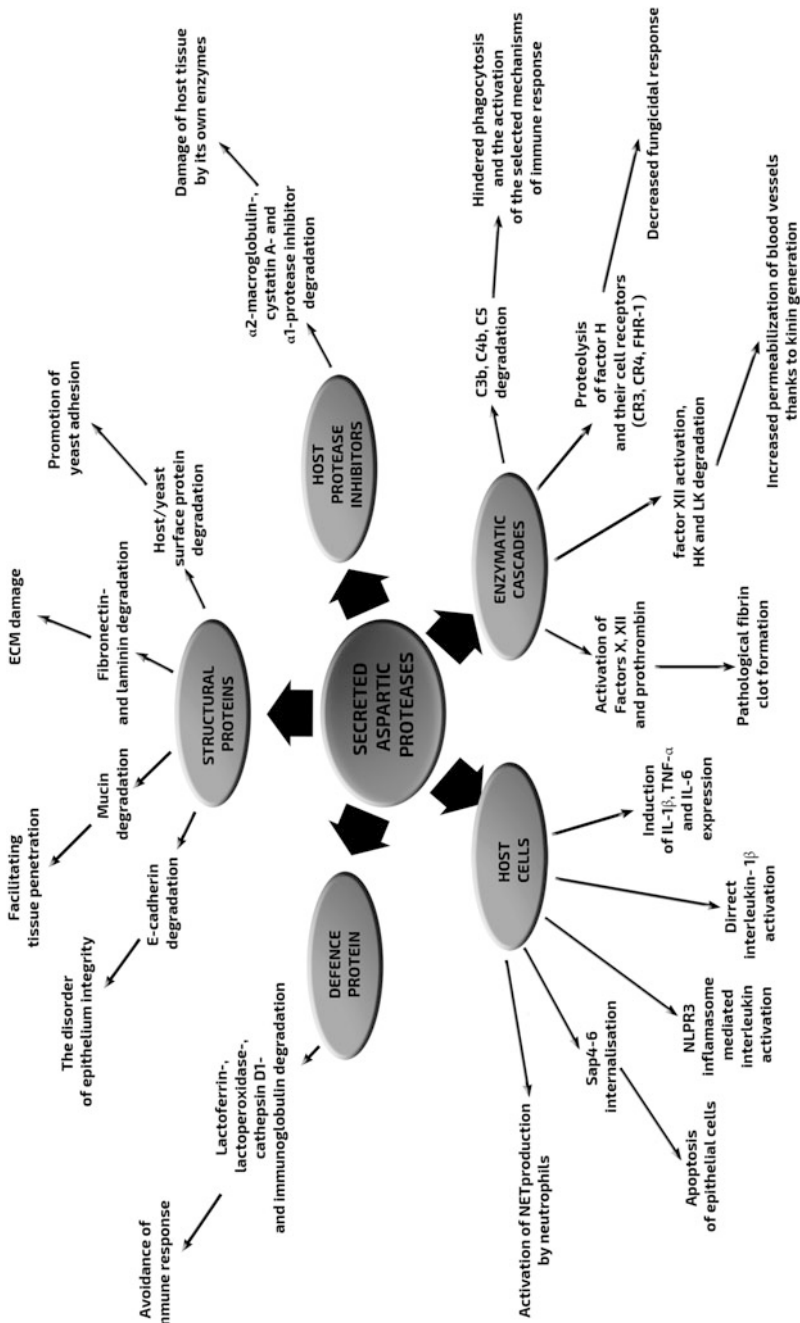 SECRETED
ASPARTIC
PROTEASES
DEFENCE
PROTEIN
Lactoferrin-,
lactoperoxidase-,
cathepsin D1-
and immunoglobulin degradation
Avoidance of
mmune response
STRUCTURAL
PROTEINS
E-cadherin
degradation
The disorder
of epithelium integrity
Mucin
degradation
Facilitating
tissue penetration
Fibronectin-
and laminin degradation
ECM damage
Host/yeast
surface protein
degradation
Promotion of
yeast adhesion
HOST
PROTEASE
INHIBITORS
α2-macroglobulin-,
cystatin A- and
α1-protease inhibitor
degradation
Damage of host tissue
by its own enzymes
HOST
CELLS
Activation of NETproduction
by neutrophils
Sap4-6
internalisation
Apoptosis
of epithelial cells
NLPR3
inflamasome
mediated
interleukin
activation
Dirrect
interleukin- 1β
activation
Induction
of IL-1β, TNF-α
and IL-6
expression
ENZYMATIC
CASCADES
Activation of
Factors X, XII
and prothrombin
Pathological fibrin
clot formation
factor XII activation,
HK and LK degradation
Increased permeabilization of blood vessels
thanks to kinin generation
Proteolysis
of factor H
and their cell receptors
(CR3, CR4, FHR-1 )
Decreased fungicidal response
C3b, C4b, C5
degradation
Hindered phagocytosis
and the activation
of the selected mechanisms
of immune response